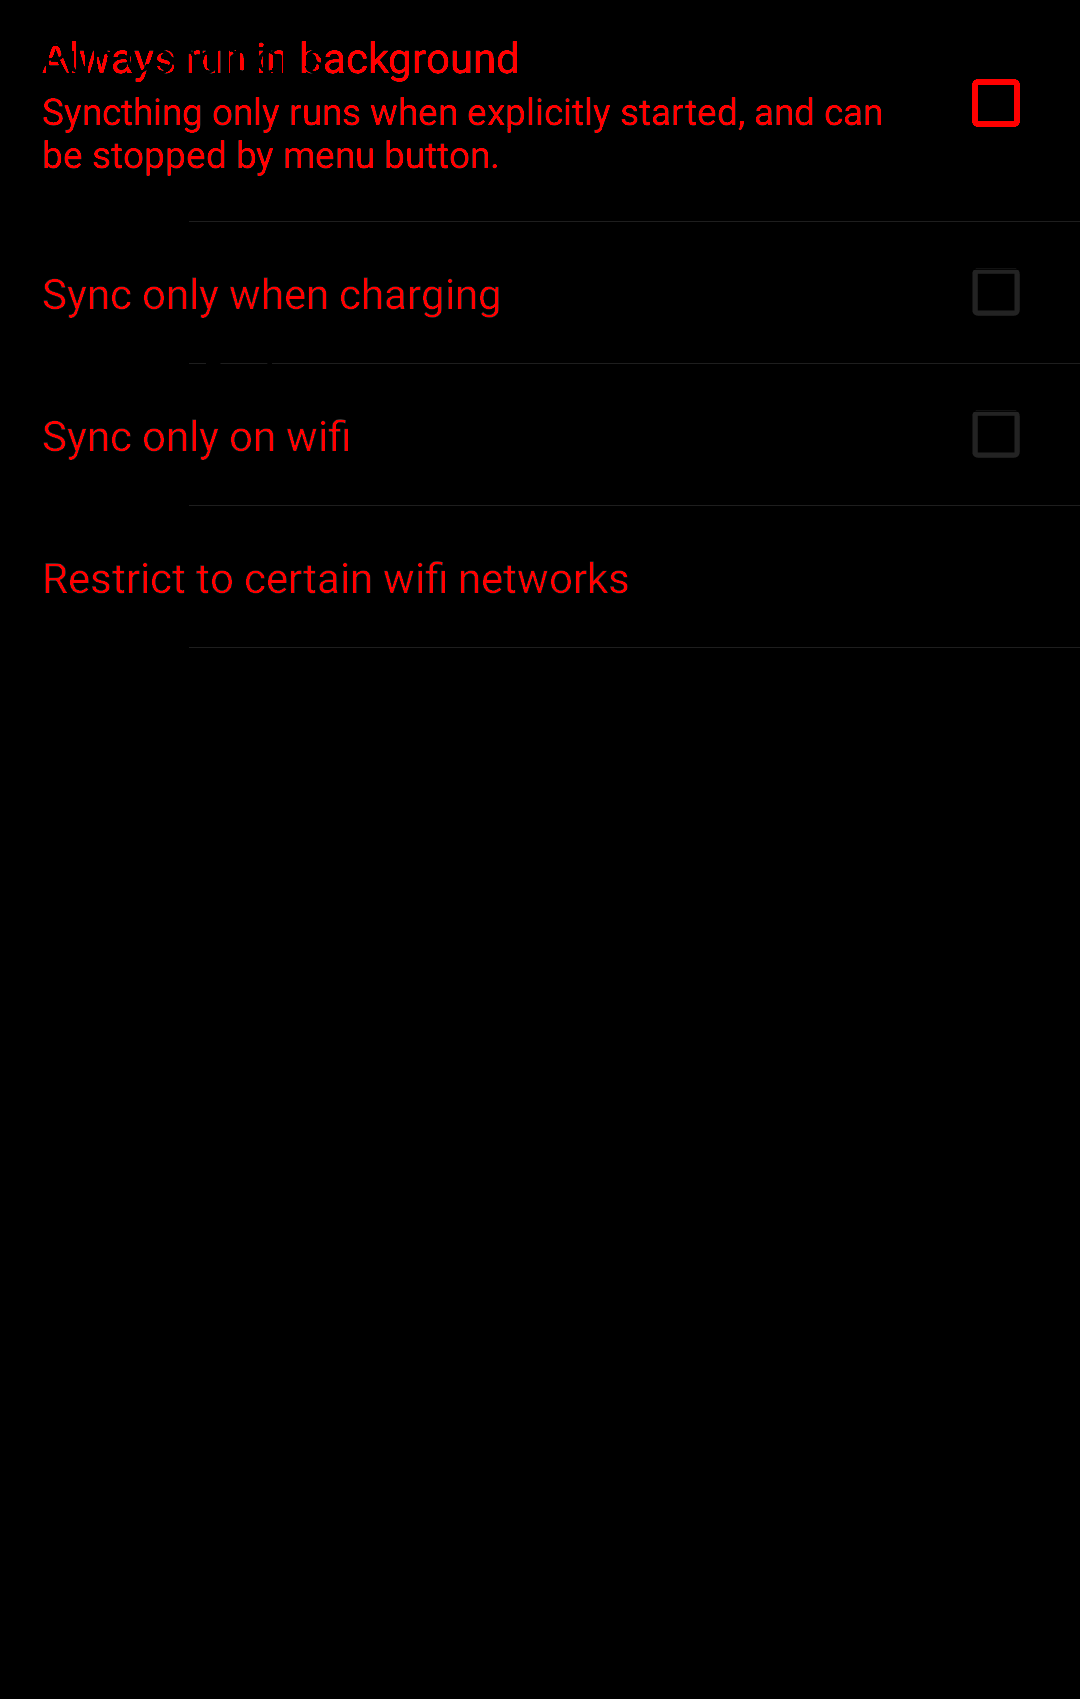 Always run in background
Syncthing only runs when explicitly started, and can
be stopped by menu button.
Sync only when charging
Sync only on wifi
Restrict to certain wifi networks